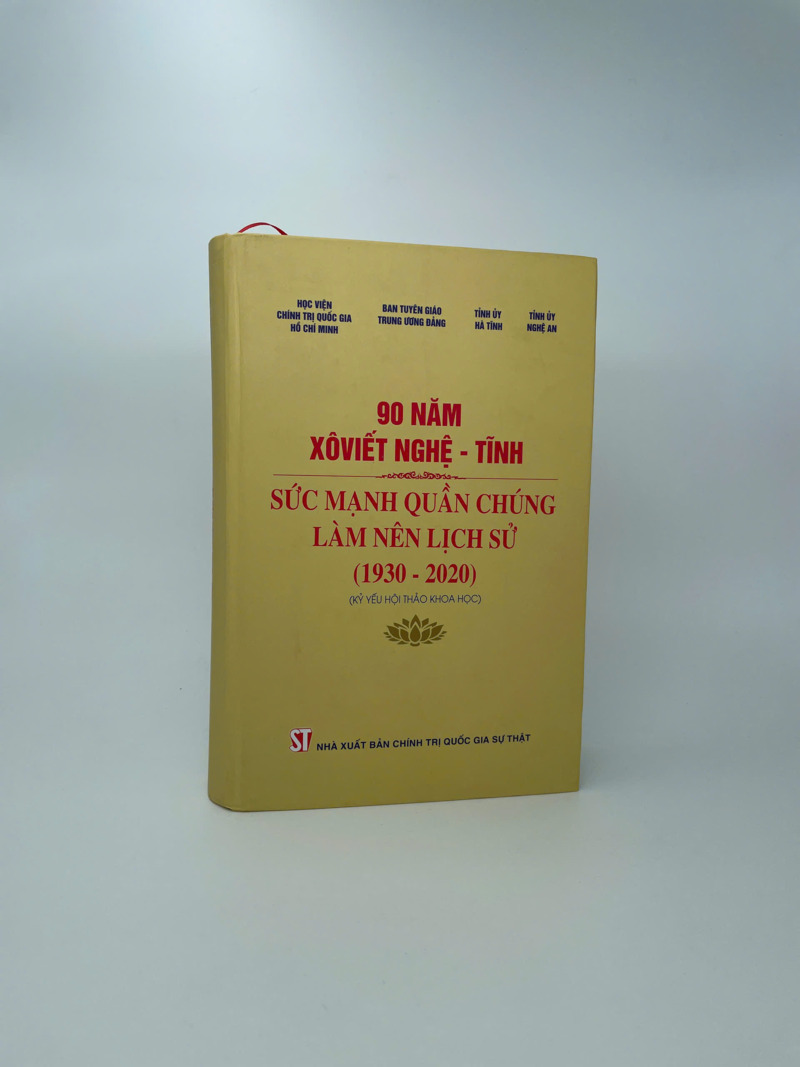 HỌC VIỆN
CHÍNH TRỊ QUỐC GIA
HỒ CHÍ MINH
BAN TUYÊN GIÁO
TRUNG ƯƠNG ĐẢNG
TỈNH ỦY
HÀ TĨNH
TỈNH ỦY
NGHỆ AN
90 NĂM
XÔVIẾT NGHỆ - TĨNH
SỨC MẠNH QUẦN CHÚNG
LÀM NÊN LỊCH SỬ
(1930 - 2020)
(KỶ YẾU HỘI THẢO KHOA HỌC)
ST NHÀ XUẤT BẢN CHÍNH TRỊ QUỐC GIA SỰ THẬT